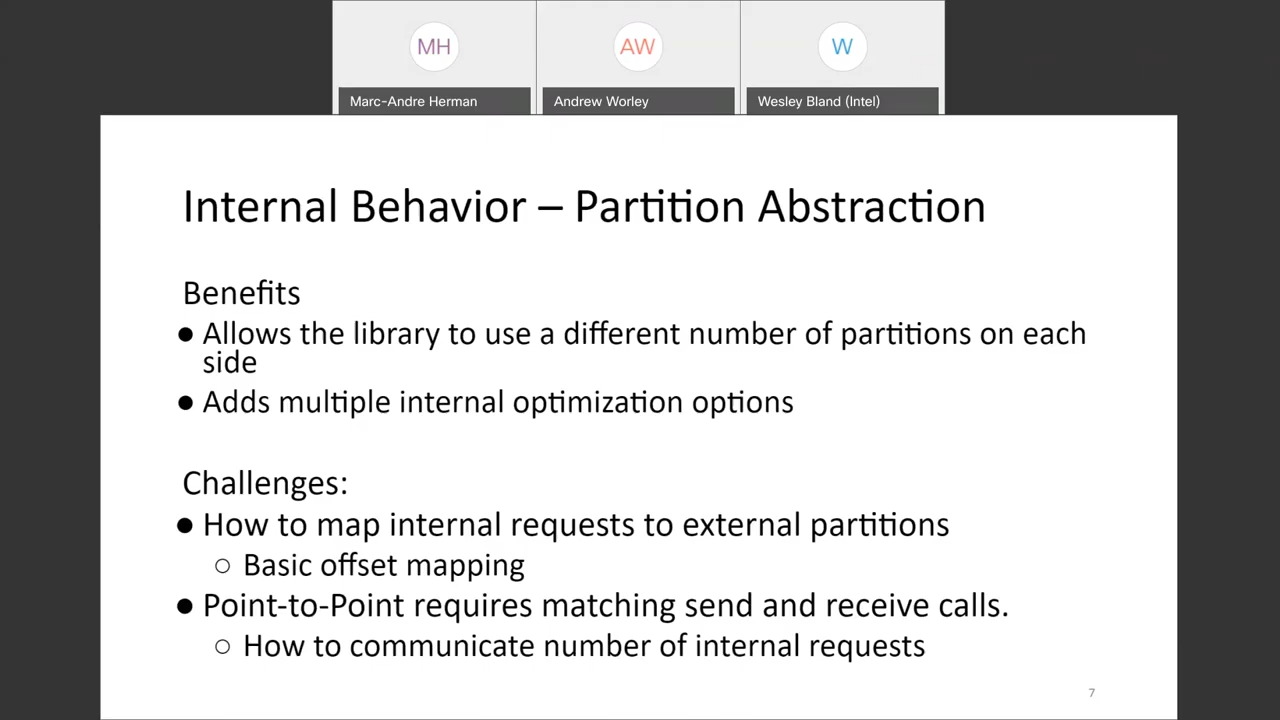 MH
AW
W
Marc-Andre Herman
Andrew Worley
Wesley Bland (Intel)
Internal Behavior – Partition Abstraction
Benefits
● Allows the library to use a different number of partitions on each
side
● Adds multiple internal optimization options
Challenges:
● How to map internal requests to external partitions
○ Basic offset mapping
● Point-to-Point requires matching send and receive calls.
○ How to communicate number of internal requests
7